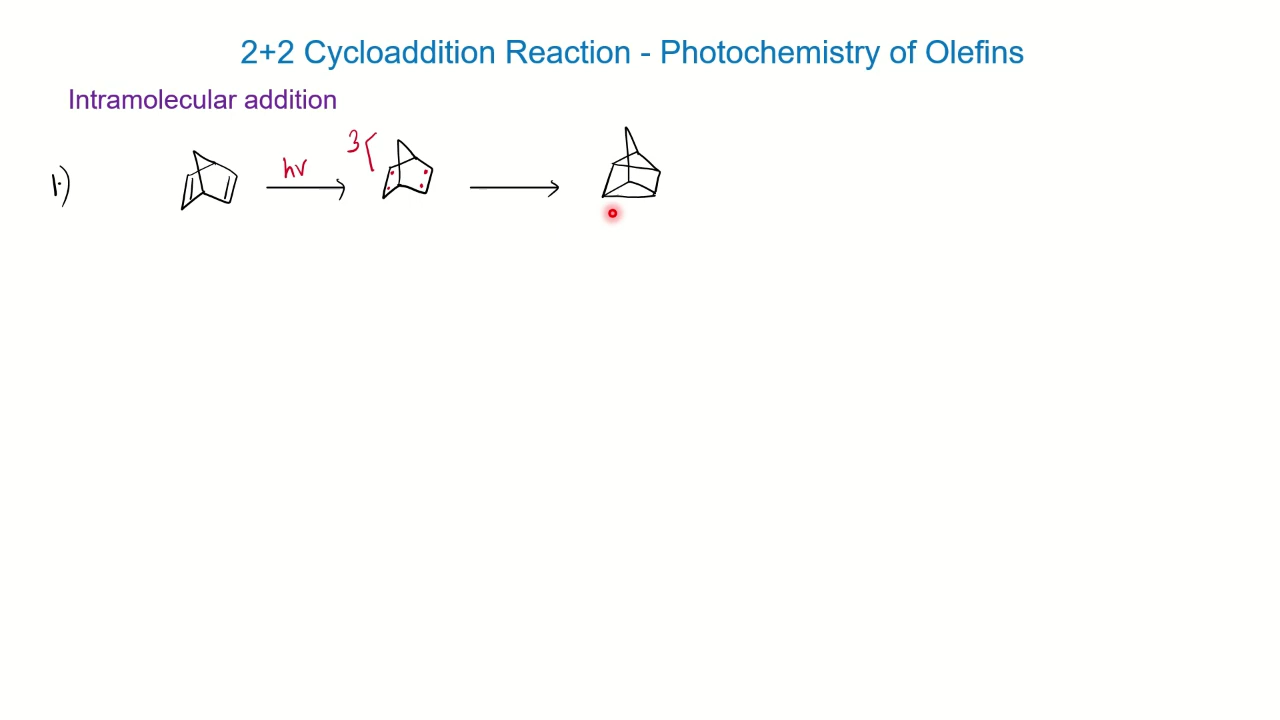 2+2 Cycloaddition Reaction - Photochemistry of Olefins
Intramolecular addition
1.)
hν
3[